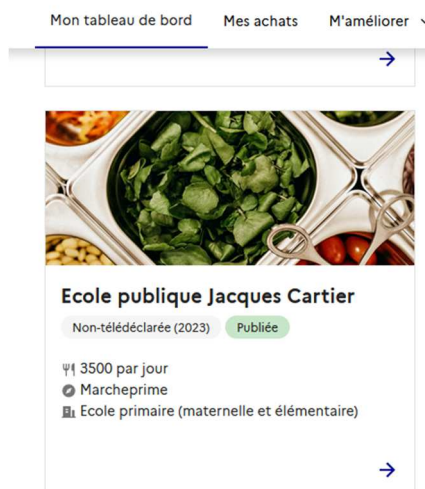 Mon tableau de bord Mes achats M'améliorer
Ecole publique Jacques Cartier
Non-télédéclarée (2023) Publiée
3500 par jour
Marcheprime
Ecole primaire (maternelle et élémentaire)